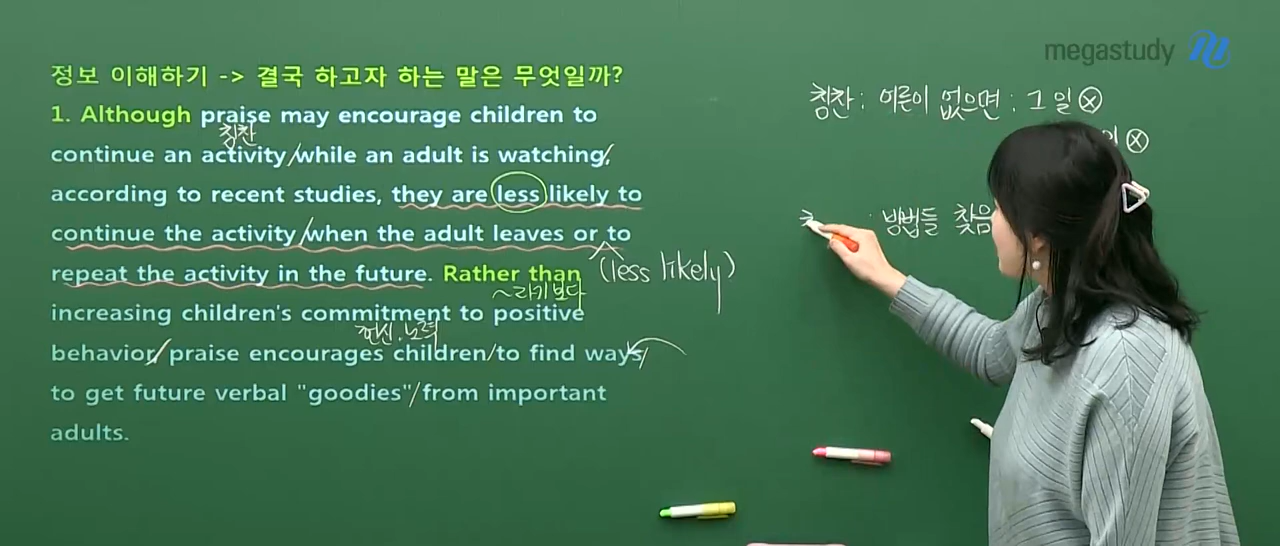 megastudy
정보 이해하기 -> 결국 하고자 하는 말은 무엇일까?
1. Although praise may encourage children to
칭찬
continue an activity/while an adult is watching,
according to recent studies, they are less likely to
continue the activity/when the adult leaves or to
(less likely)
repeat the activity in the future. Rather than
~라기보다
increasing children's commitment to positive
헌신.노력
behavior, praise encourages children/to find ways/
to get future verbal "goodies"/from important
adults.
칭찬 : 어른이 없으면 : 그 일 ⊗
일 ⊗
: 방법들 찾음